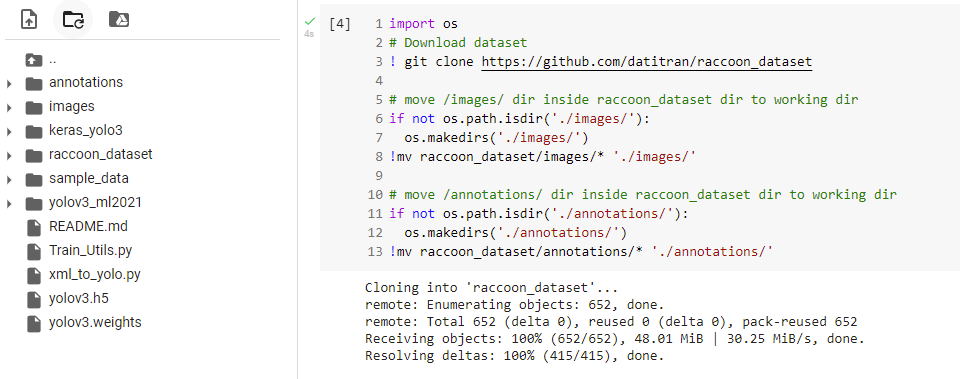 ..
annotations
images
keras_yolo3
raccoon_dataset
sample_data
yolov3_ml2021
README.md
Train_Utils.py
xml_to_yolo.py
yolov3.h5
yolov3.weights
4s
[4]
1 import os
2 # Download dataset
3 ! git clone https://github.com/datitran/raccoon_dataset
4
5 # move /images/ dir inside raccoon_dataset dir to working dir
6 if not os.path.isdir('./images/'):
7   os.makedirs('./images/')
8 !mv raccoon_dataset/images/* './images/'
9
10 # move /annotations/ dir inside raccoon_dataset dir to working dir
11 if not os.path.isdir('./annotations/'):
12   os.makedirs('./annotations/')
13 !mv raccoon_dataset/annotations/* './annotations/'
Cloning into 'raccoon_dataset'...
remote: Enumerating objects: 652, done.
remote: Total 652 (delta 0), reused 0 (delta 0), pack-reused 652
Receiving objects: 100% (652/652), 48.01 MiB | 30.25 MiB/s, done.
Resolving deltas: 100% (415/415), done.